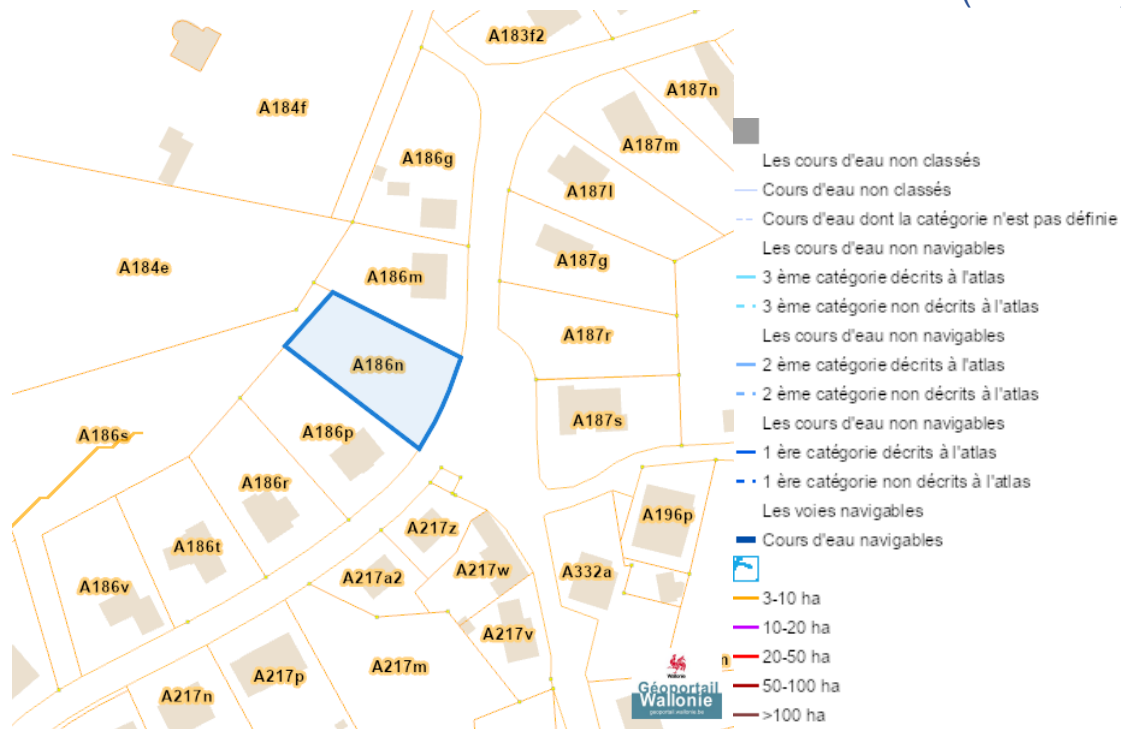 (
A183f2
A187n
A184f
A187m
A186g
A187l
A184e
A186m
A187g
A187r
A186n
A187s
A186s
A186p
A186r
A196p
A217z
A186t
A217a2
A217w
A332a
A186v
A217v
A217m
A217p
A217n
n
Wallonie
Géoportail
Wallonie
geoportail.wallonie.be
Les cours d'eau non classés
Cours d'eau non classés
Cours d'eau dont la catégorie n'est pas définie
Les cours d'eau non navigables
3 ème catégorie décrits à l'atlas
3 ème catégorie non décrits à l'atlas
Les cours d'eau non navigables
2 ème catégorie décrits à l'atlas
2 ème catégorie non décrits à l'atlas
Les cours d'eau non navigables
1 ère catégorie décrits à l'atlas
1 ère catégorie non décrits à l'atlas
Les voies navigables
Cours d'eau navigables
3-10 ha
10-20 ha
20-50 ha
50-100 ha
>100 ha